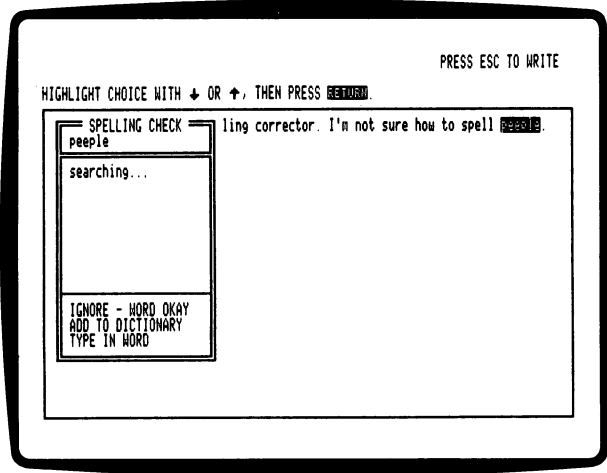 PRESS ESC TO WRITE
HIGHLIGHT CHOICE WITH ↓ OR ↑, THEN PRESS RETURN.
SPELLING CHECK
peeple
ling corrector. I'm not sure how to spell peeple.
searching...
IGNORE - WORD OKAY
ADD TO DICTIONARY
TYPE IN WORD